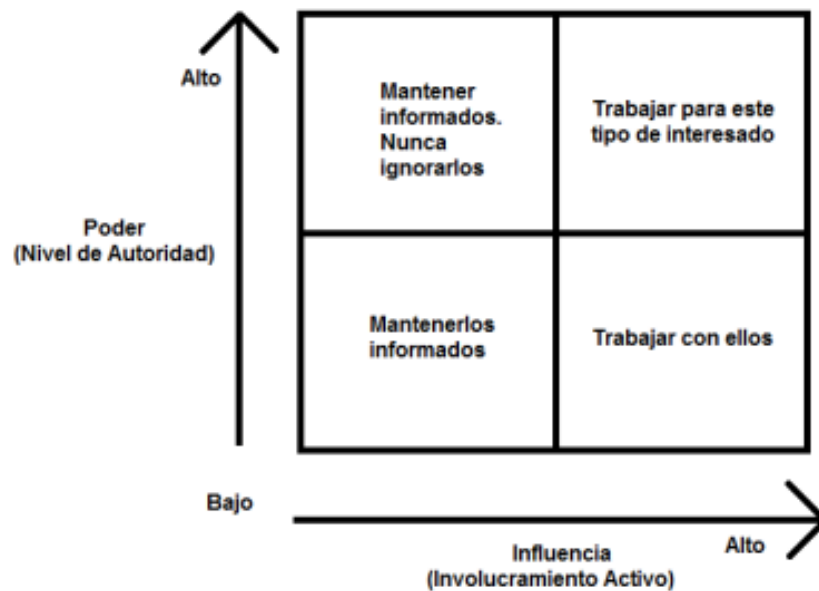 Alto
Mantener
informados.
Nunca
ignorarlos
Trabajar para este
tipo de interesado
Poder
(Nivel de Autoridad)
Mantenerlos
informados
Trabajar con ellos
Bajo
Influencia
(Involucramiento Activo)
Alto